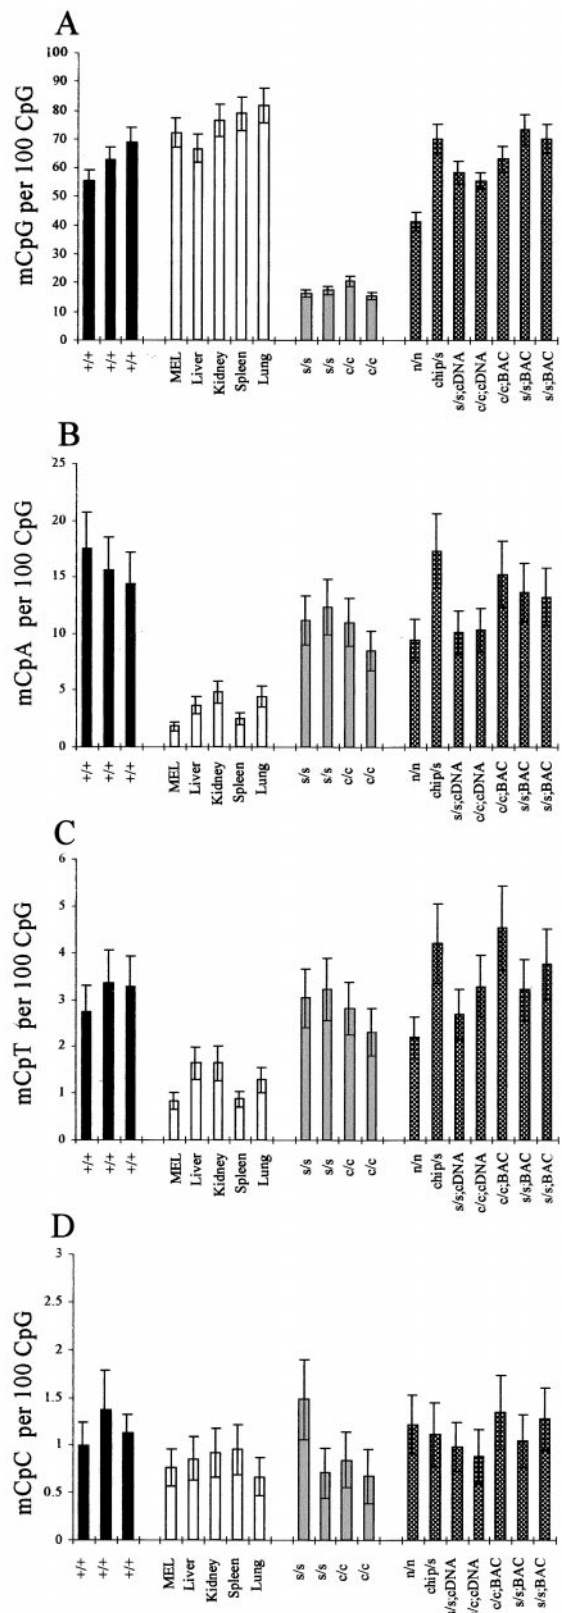 A
mCpG per 100 CpG
100
90
80
70
60
50
40
30
20
10
0
+/+ +/+ +/+ MEL Liver Kidney Spleen Lung s/s s/s c/c c/c n/n chip/s s/s;cDNA c/c;cDNA c/c;BAC s/s;BAC s/s;BAC
B
mCpA per 100 CpG
25
20
15
10
5
0
+/+ +/+ +/+ MEL Liver Kidney Spleen Lung s/s s/s c/c c/c n/n chip/s s/s;cDNA c/c;cDNA c/c;BAC s/s;BAC s/s;BAC
C
mCpT per 100 CpG
6
5
4
3
2
1
0
+/+ +/+ +/+ MEL Liver Kidney Spleen Lung s/s s/s c/c c/c n/n chip/s s/s;cDNA c/c;cDNA c/c;BAC s/s;BAC s/s;BAC
D
mCpC per 100 CpG
3
2.5
2
1.5
1
0.5
0
+/+ +/+ +/+ MEL Liver Kidney Spleen Lung s/s s/s c/c c/c n/n chip/s s/s;cDNA c/c;cDNA c/c;BAC s/s;BAC s/s;BAC